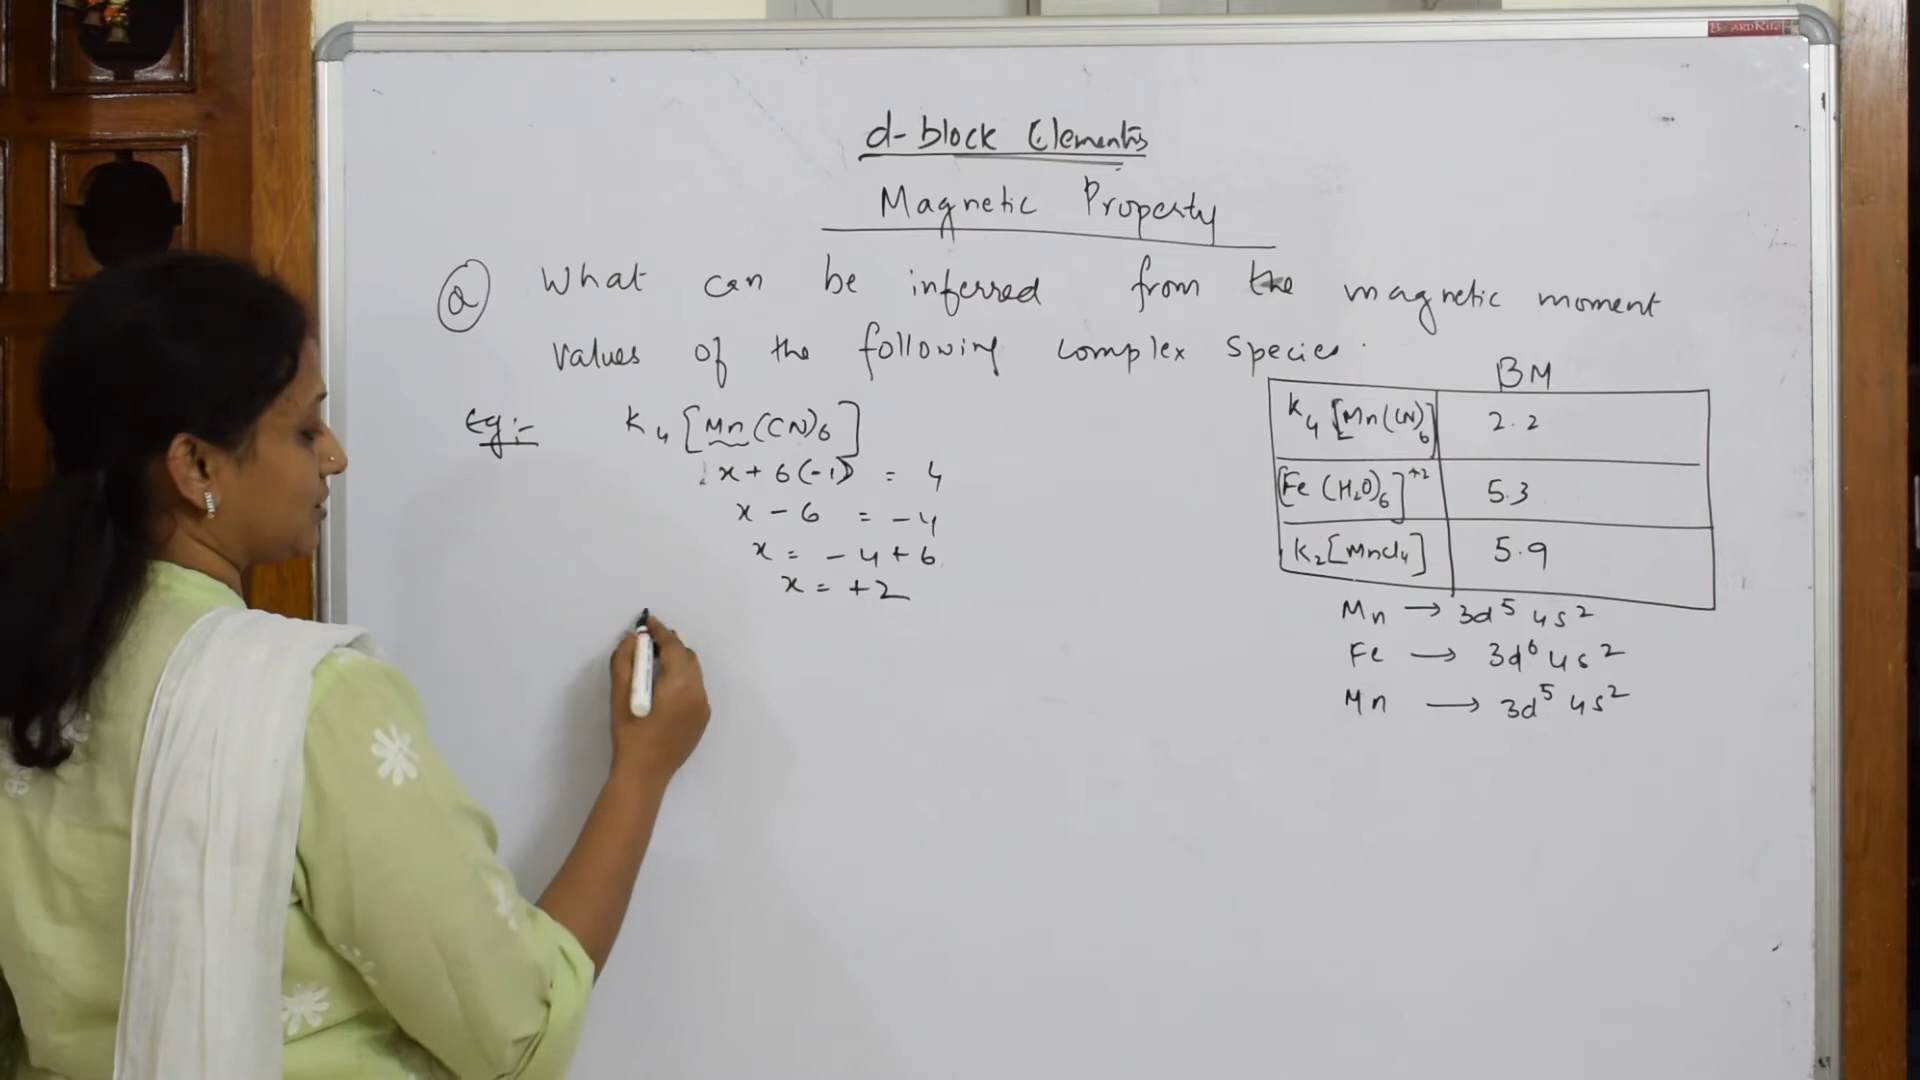 BoardRite
d-block Elements
Magnetic Property
Q What can be inferred from the magnetic moment
values of the following complex species.
BM
K₄[Mn(CN)₆] 2.2
[Fe(H₂O)₆]⁺² 5.3
K₂[MnCl₄] 5.9
Mn → 3d⁵ 4s²
Fe → 3d⁶ 4s²
Mn → 3d⁵ 4s²
Eg:- K₄[Mn(CN)₆]
x + 6(-1) = 4
x - 6 = -4
x = -4 + 6
x = +2